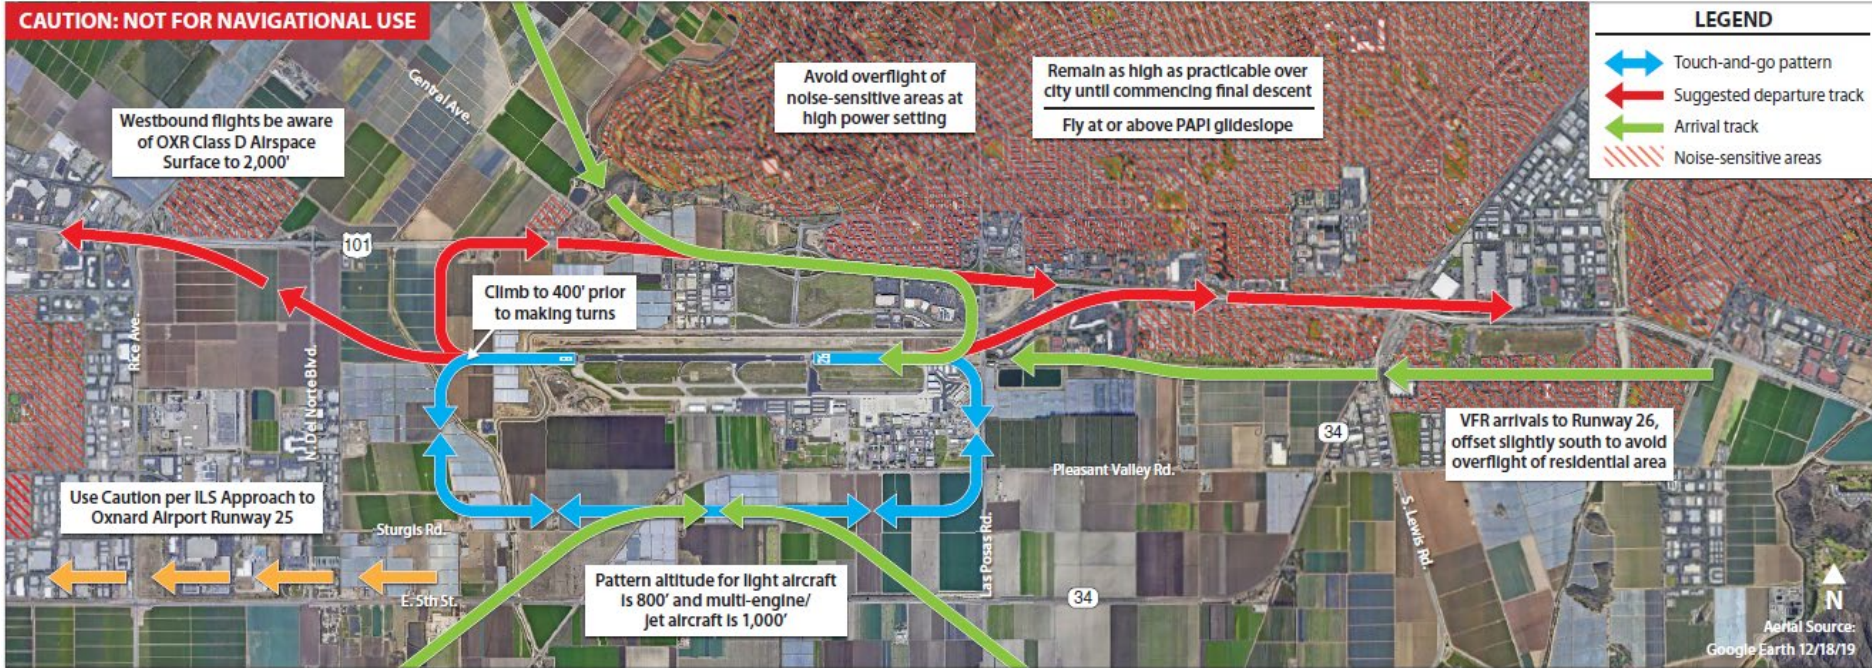 CAUTION: NOT FOR NAVIGATIONAL USE
LEGEND
Touch-and-go pattern
Suggested departure track
Arrival track
Noise-sensitive areas
Central Ave.
Avoid overflight of
noise-sensitive areas at
high power setting
Remain as high as practicable over
city until commencing final descent
Fly at or above PAPI glideslope
Westbound flights be aware
of OXR Class D Airspace
Surface to 2,000'
101
Climb to 400' prior
to making turns
Rice Ave.
N. Del Norte Blvd.
8
26
VFR arrivals to Runway 26,
offset slightly south to avoid
overflight of residential area
34
Pleasant Valley Rd.
Use Caution per ILS Approach to
Oxnard Airport Runway 25
Sturgis Rd.
Las Posas Rd.
S. Lewis Rd.
Pattern altitude for light aircraft
is 800' and multi-engine/
jet aircraft is 1,000'
E. 5th St.
34
N
Aerial Source:
Google Earth 12/18/19